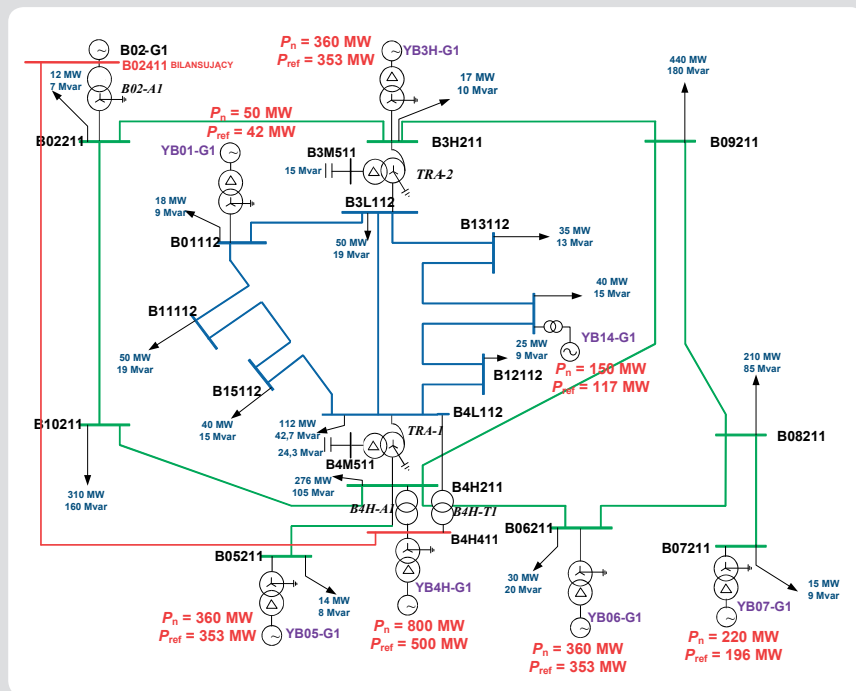 B02-G1
B02411 BILANSUJĄCY
12 MW
7 Mvar
B02-A1
B02211
Pn = 360 MW
Pref = 353 MW
YB3H-G1
17 MW
10 Mvar
B3H211
440 MW
180 Mvar
B09211
Pn = 50 MW
Pref = 42 MW
YB01-G1
B3M511
15 Mvar
TRA-2
18 MW
9 Mvar
B01112
B3L112
50 MW
19 Mvar
B13112
35 MW
13 Mvar
40 MW
15 Mvar
B11112
50 MW
19 Mvar
YB14-G1
25 MW
9 Mvar
Pn = 150 MW
Pref = 117 MW
B12112
B15112
40 MW
15 Mvar
210 MW
85 Mvar
B10211
310 MW
160 Mvar
112 MW
42,7 Mvar
24,3 Mvar
TRA-1
B4L112
B4M511
B08211
276 MW
105 Mvar
B4H211
B4H-A1
B4H-T1
B4H411
B06211
30 MW
20 Mvar
B07211
B05211
14 MW
8 Mvar
YB4H-G1
15 MW
9 Mvar
YB07-G1
Pn = 360 MW
Pref = 353 MW
YB05-G1
Pn = 800 MW
Pref = 500 MW
YB06-G1
Pn = 360 MW
Pref = 353 MW
Pn = 220 MW
Pref = 196 MW